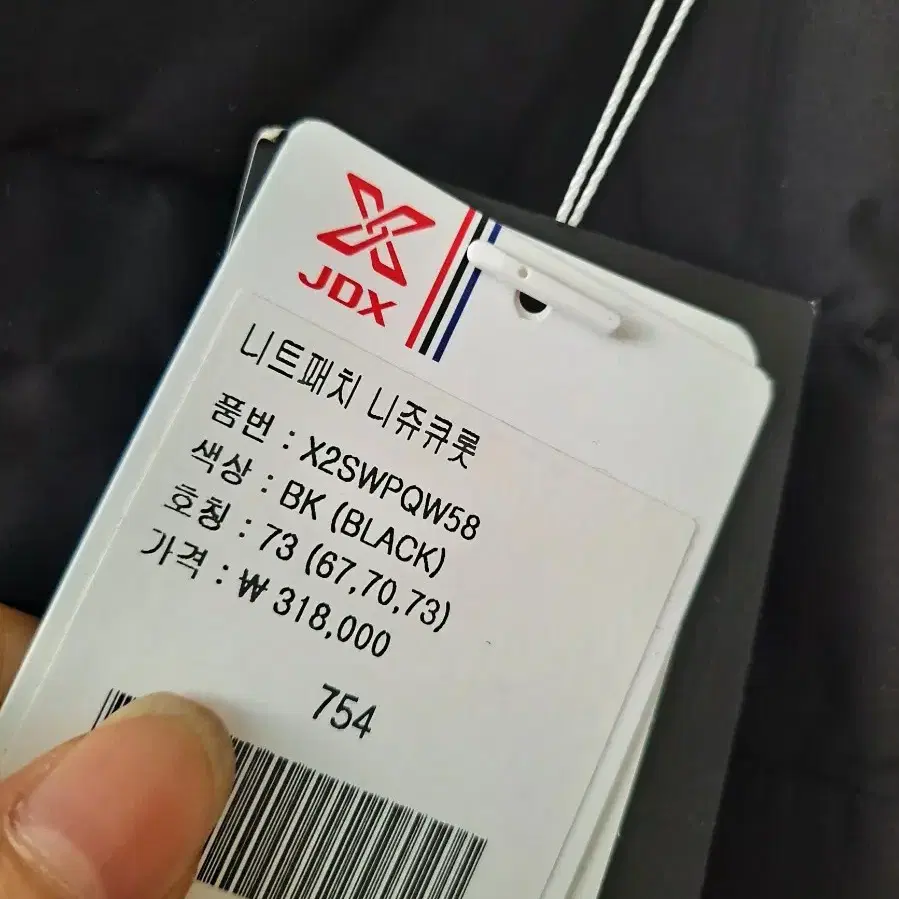 JDX
니트패치 니쥬큐롯
품번 : X2SWPQW58
색상 : BK (BLACK)
호칭 : 73 (67,70,73)
가격 : ₩ 318,000
754